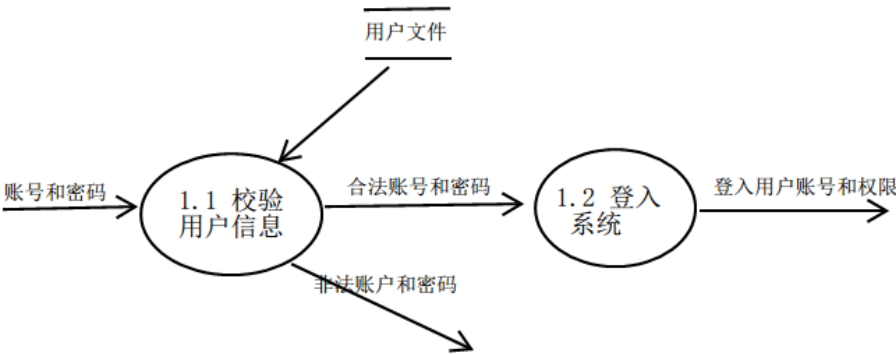 用户文件
账号和密码
1.1 校验
用户信息
合法账号和密码
1.2 登入
系统
登入用户账号和权限
非法账户和密码